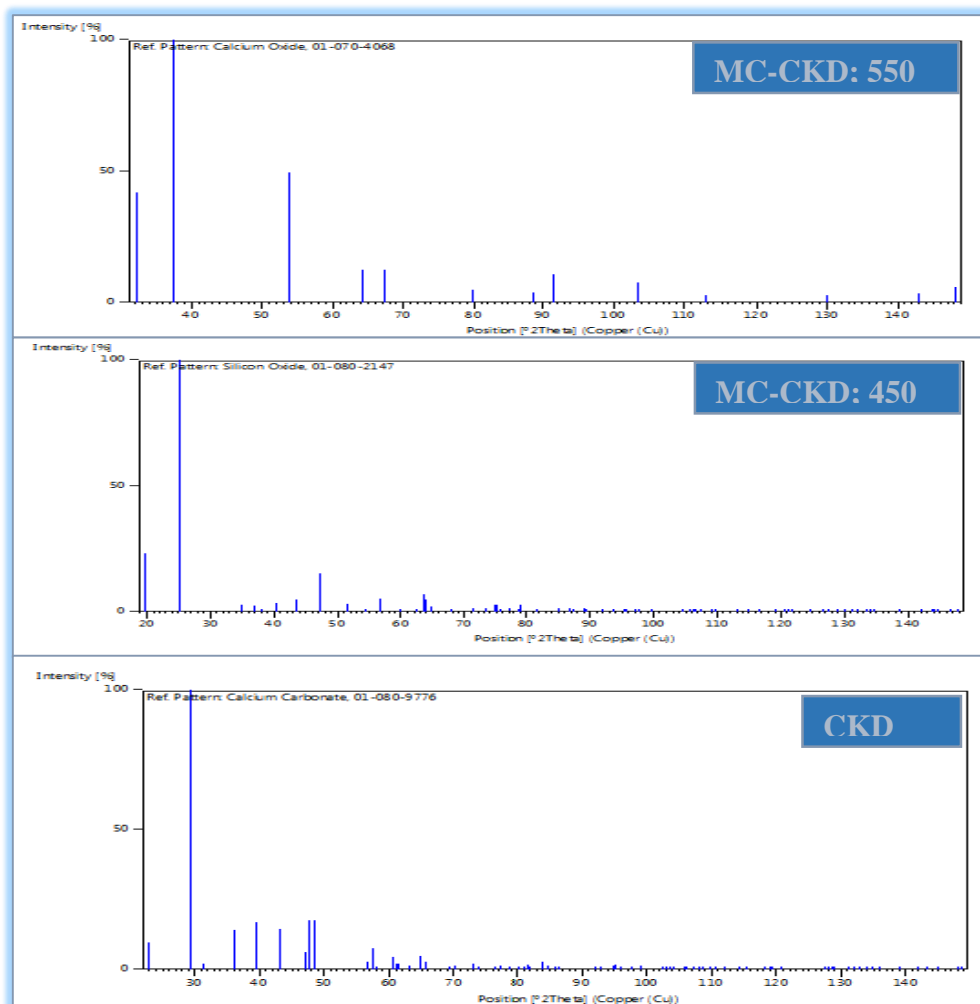 Intensity [%]
100
Ref. Pattern: Calcium Oxide, 01-070-4068
MC-CKD: 550
50
0
40 50 60 70 80 90 100 110 120 130 140
Position [°2Theta] (Copper (Cu))
Intensity [%]
100
Ref. Pattern: Silicon Oxide, 01-080-2147
MC-CKD: 450
50
0
20 30 40 50 60 70 80 90 100 110 120 130 140
Position [°2Theta] (Copper (Cu))
Intensity [%]
100
Ref. Pattern: Calcium Carbonate, 01-080-9776
CKD
50
0
30 40 50 60 70 80 90 100 110 120 130 140
Position [°2Theta] (Copper (Cu))